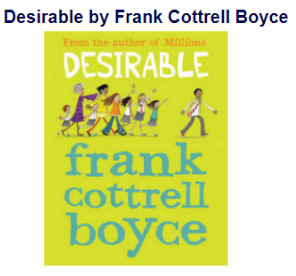 Desirable by Frank Cottrell Boyce
From the author of Millions
DESIRABLE
frank
cottrell
boyce